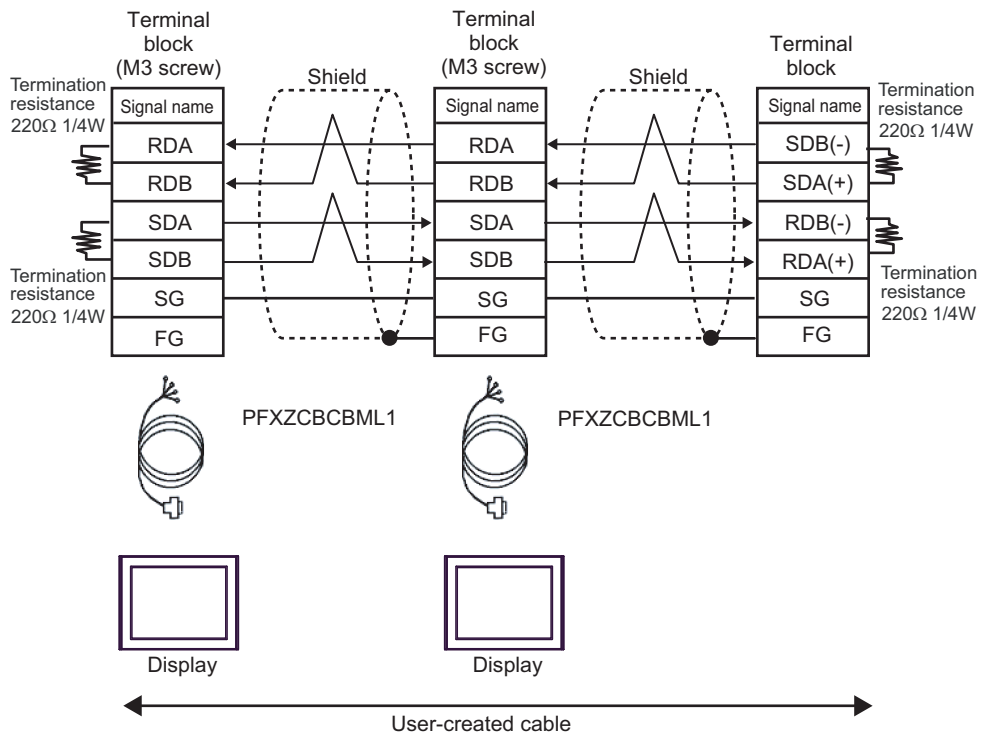 Terminal
block
(M3 screw)
Terminal
block
(M3 screw)
Terminal
block
Shield
Shield
Termination
resistance
220Ω 1/4W
Termination
resistance
220Ω 1/4W
Signal name
RDA
RDB
SDA
SDB
SG
FG
Signal name
RDA
RDB
SDA
SDB
SG
FG
Signal name
SDB(-)
SDA(+)
RDB(-)
RDA(+)
SG
FG
Termination
resistance
220Ω 1/4W
Termination
resistance
220Ω 1/4W
PFXZCBCBML1
PFXZCBCBML1
Display
Display
User-created cable